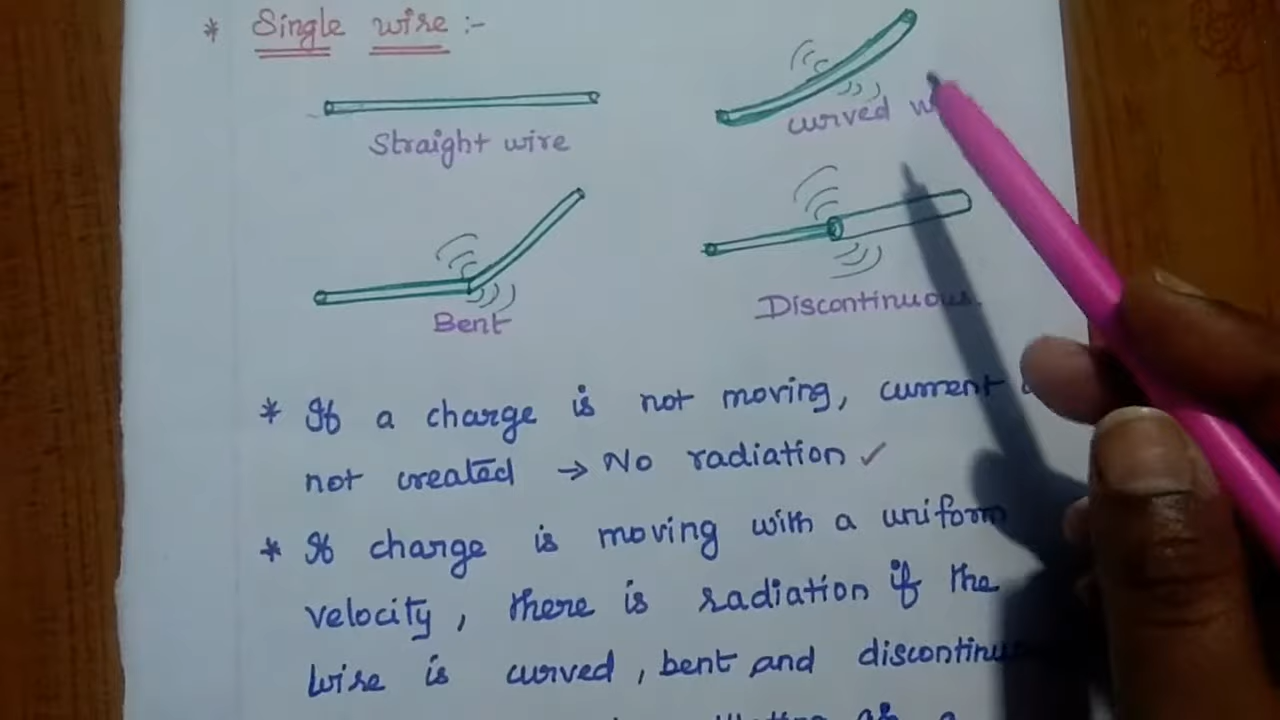 * Single wire :-
Straight wire
curved
Bent
Discontinuous.
* If a charge is not moving, current
not created → No radiation ✓
* If charge is moving with a uniform
velocity, there is radiation if the
wire is curved, bent and
as a